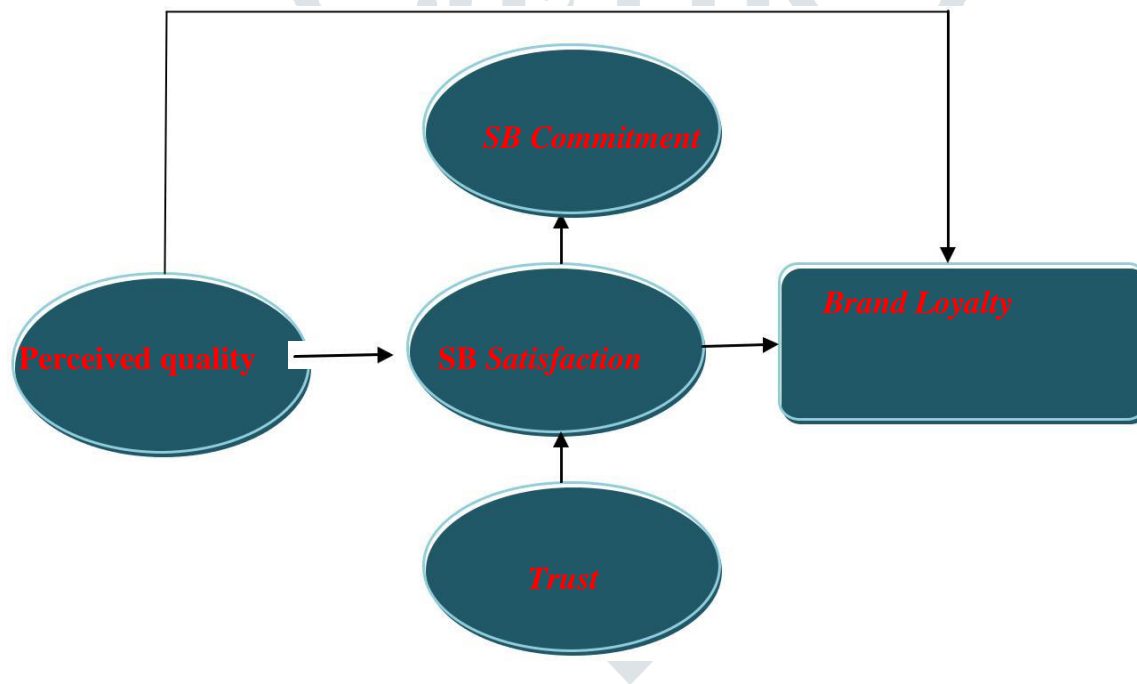 SB Commitment
Brand Loyalty
Perceived quality
SB Satisfaction
Trust